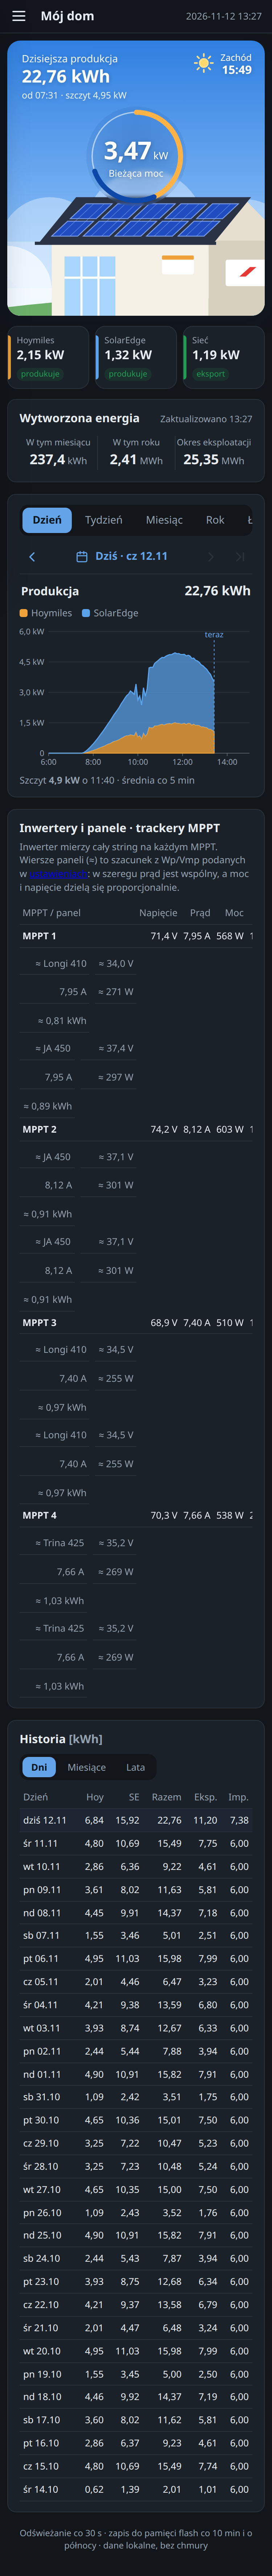 Mój dom
2026-11-12 13:27
Dzisiejsza produkcja
22,76 kWh
od 07:31 · szczyt 4,95 kW
Zachód
15:49
3,47 kW
Bieżąca moc
Hoymiles
2,15 kW
produkuje
SolarEdge
1,32 kW
produkuje
Sieć
1,19 kW
eksport
Wytworzona energia
Zaktualizowano 13:27
W tym miesiącu
237,4 kWh
W tym roku
2,41 MWh
Okres eksploatacji
25,35 MWh
Dzień Tydzień Miesiąc Rok
Dziś · cz 12.11
Produkcja
22,76 kWh
Hoymiles SolarEdge
teraz
6,0 kW
4,5 kW
3,0 kW
1,5 kW
0
6:00 8:00 10:00 12:00 14:00
Szczyt 4,9 kW o 11:40 · średnia co 5 min
Inwertery i panele · trackery MPPT
Inwerter mierzy cały string na każdym MPPT.
Wiersze paneli (≈) to szacunek z Wp/Vmp podanych
w ustawieniach: w szeregu prąd jest wspólny, a moc
i napięcie dzielą się proporcjonalnie.
MPPT / panel Napięcie Prąd Moc
MPPT 1 71,4 V 7,95 A 568 W 1
≈ Longi 410 ≈ 34,0 V
7,95 A ≈ 271 W
≈ 0,81 kWh
≈ JA 450 ≈ 37,4 V
7,95 A ≈ 297 W
≈ 0,89 kWh
MPPT 2 74,2 V 8,12 A 603 W 1
≈ JA 450 ≈ 37,1 V
8,12 A ≈ 301 W
≈ 0,91 kWh
≈ JA 450 ≈ 37,1 V
8,12 A ≈ 301 W
≈ 0,91 kWh
MPPT 3 68,9 V 7,40 A 510 W 1
≈ Longi 410 ≈ 34,5 V
7,40 A ≈ 255 W
≈ 0,97 kWh
≈ Longi 410 ≈ 34,5 V
7,40 A ≈ 255 W
≈ 0,97 kWh
MPPT 4 70,3 V 7,66 A 538 W 2
≈ Trina 425 ≈ 35,2 V
7,66 A ≈ 269 W
≈ 1,03 kWh
≈ Trina 425 ≈ 35,2 V
7,66 A ≈ 269 W
≈ 1,03 kWh
Historia [kWh]
Dni Miesiące Lata
Dzień Hoy SE Razem Eksp. Imp.
dziś 12.11 6,84 15,92 22,76 11,20 7,38
śr 11.11 4,80 10,69 15,49 7,75 6,00
wt 10.11 2,86 6,36 9,22 4,61 6,00
pn 09.11 3,61 8,02 11,63 5,81 6,00
nd 08.11 4,45 9,91 14,37 7,18 6,00
sb 07.11 1,55 3,46 5,01 2,51 6,00
pt 06.11 4,95 11,03 15,98 7,99 6,00
cz 05.11 2,01 4,46 6,47 3,23 6,00
śr 04.11 4,21 9,38 13,59 6,80 6,00
wt 03.11 3,93 8,74 12,67 6,33 6,00
pn 02.11 2,44 5,44 7,88 3,94 6,00
nd 01.11 4,90 10,91 15,82 7,91 6,00
sb 31.10 1,09 2,42 3,51 1,75 6,00
pt 30.10 4,65 10,36 15,01 7,50 6,00
cz 29.10 3,25 7,22 10,47 5,23 6,00
śr 28.10 3,25 7,23 10,48 5,24 6,00
wt 27.10 4,65 10,35 15,00 7,50 6,00
pn 26.10 1,09 2,43 3,52 1,76 6,00
nd 25.10 4,90 10,91 15,82 7,91 6,00
sb 24.10 2,44 5,43 7,87 3,94 6,00
pt 23.10 3,93 8,75 12,68 6,34 6,00
cz 22.10 4,21 9,37 13,58 6,79 6,00
śr 21.10 2,01 4,47 6,48 3,24 6,00
wt 20.10 4,95 11,03 15,98 7,99 6,00
pn 19.10 1,55 3,45 5,00 2,50 6,00
nd 18.10 4,46 9,92 14,37 7,19 6,00
sb 17.10 3,60 8,02 11,62 5,81 6,00
pt 16.10 2,86 6,37 9,23 4,61 6,00
cz 15.10 4,80 10,69 15,49 7,74 6,00
śr 14.10 0,62 1,39 2,01 1,01 6,00
Odświeżanie co 30 s · zapis do pamięci flash co 10 min i o
północy · dane lokalne, bez chmury